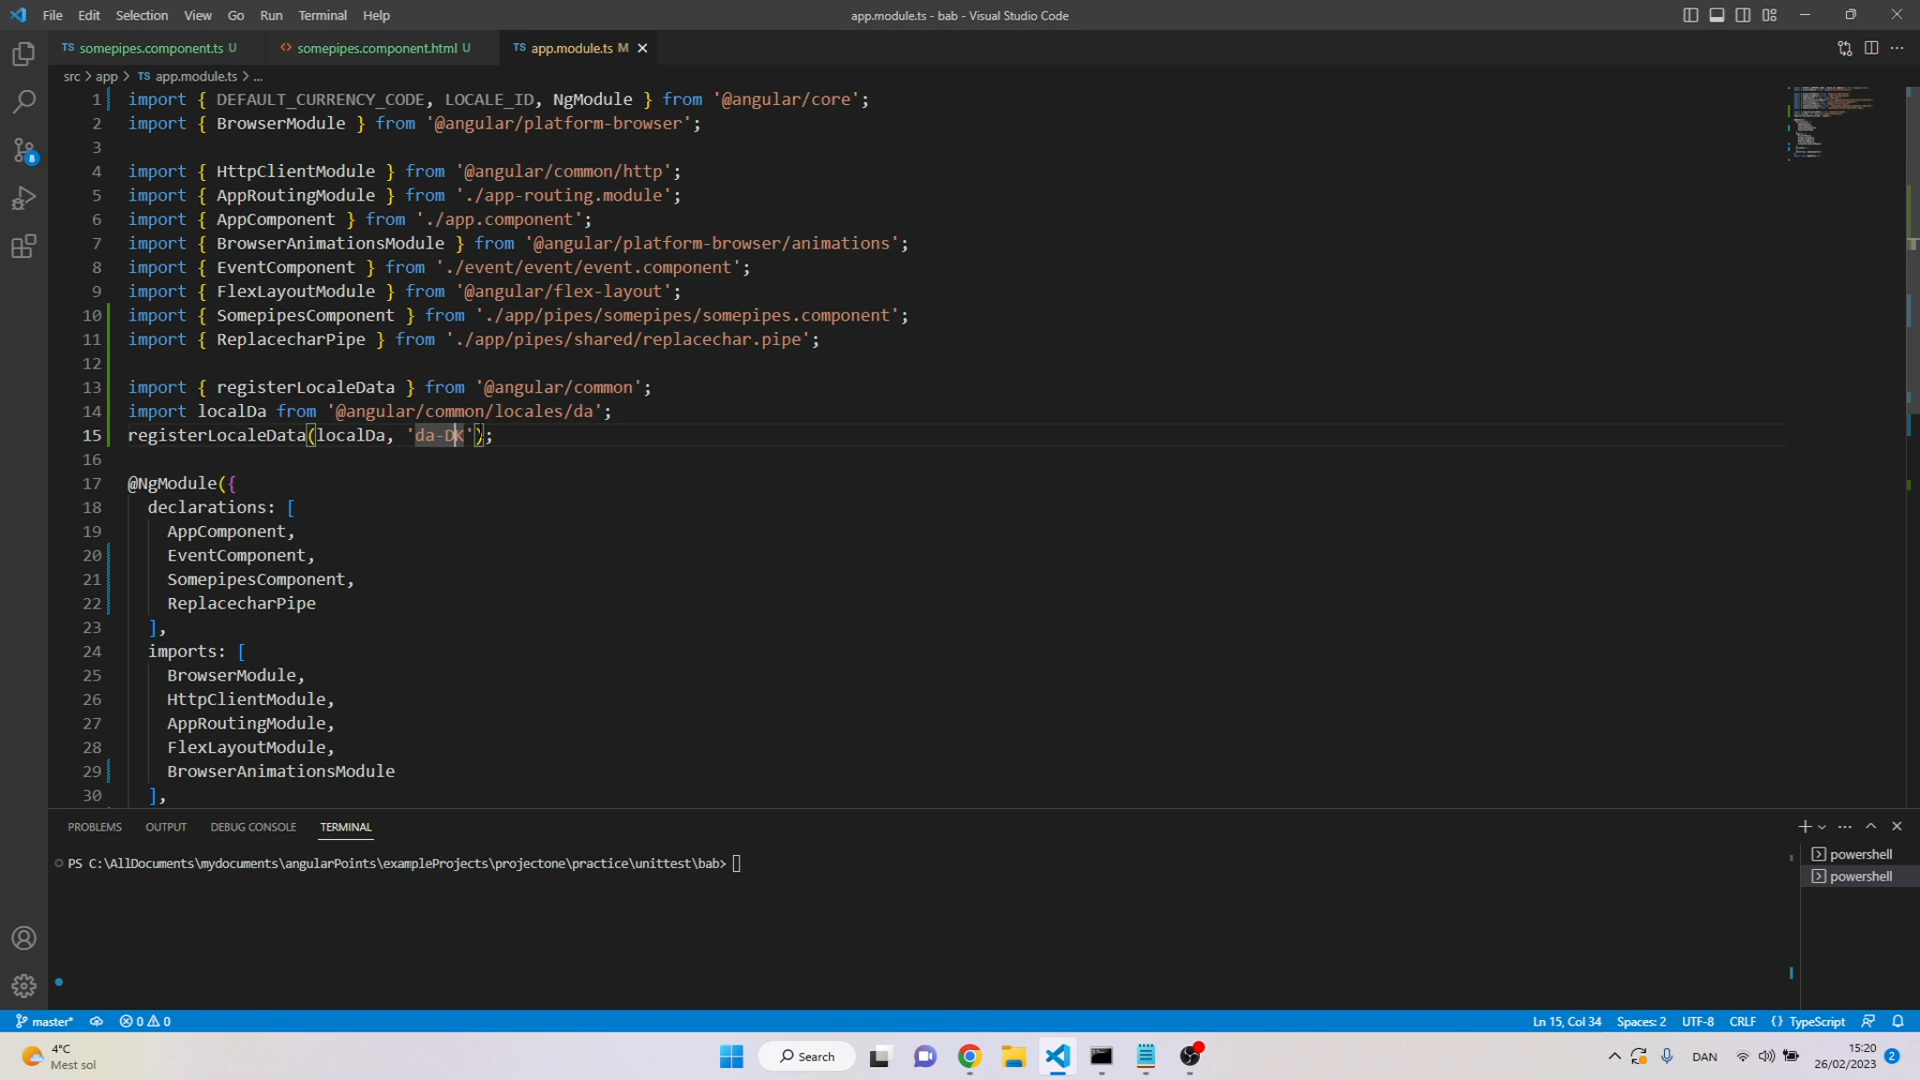 File Edit Selection View Go Run Terminal Help
app.module.ts - bab - Visual Studio Code
TS somepipes.component.ts U
<> somepipes.component.html U
TS app.module.ts M
src > app > TS app.module.ts > ...
1 import { DEFAULT_CURRENCY_CODE, LOCALE_ID, NgModule } from '@angular/core';
2 import { BrowserModule } from '@angular/platform-browser';
3
4 import { HttpClientModule } from '@angular/common/http';
5 import { AppRoutingModule } from './app-routing.module';
6 import { AppComponent } from './app.component';
7 import { BrowserAnimationsModule } from '@angular/platform-browser/animations';
8 import { EventComponent } from './event/event/event.component';
9 import { FlexLayoutModule } from '@angular/flex-layout';
10 import { SomepipesComponent } from './app/pipes/somepipes/somepipes.component';
11 import { ReplacecharPipe } from './app/pipes/shared/replacechar.pipe';
12
13 import { registerLocaleData } from '@angular/common';
14 import localDa from '@angular/common/locales/da';
15 registerLocaleData(localDa, 'da-DK');
16
17 @NgModule({
18 declarations: [
19 AppComponent,
20 EventComponent,
21 SomepipesComponent,
22 ReplacecharPipe
23 ],
24 imports: [
25 BrowserModule,
26 HttpClientModule,
27 AppRoutingModule,
28 FlexLayoutModule,
29 BrowserAnimationsModule
30 ],
PROBLEMS OUTPUT DEBUG CONSOLE TERMINAL
PS C:\AllDocuments\mydocuments\angularPoints\exampleProjects\projectone\practice\unittest\bab>
powershell
powershell
8
master* 0 0
Ln 15, Col 34 Spaces: 2 UTF-8 CRLF {} TypeScript
4°C
Mest sol
Search
DAN
15:20
26/02/2023
2